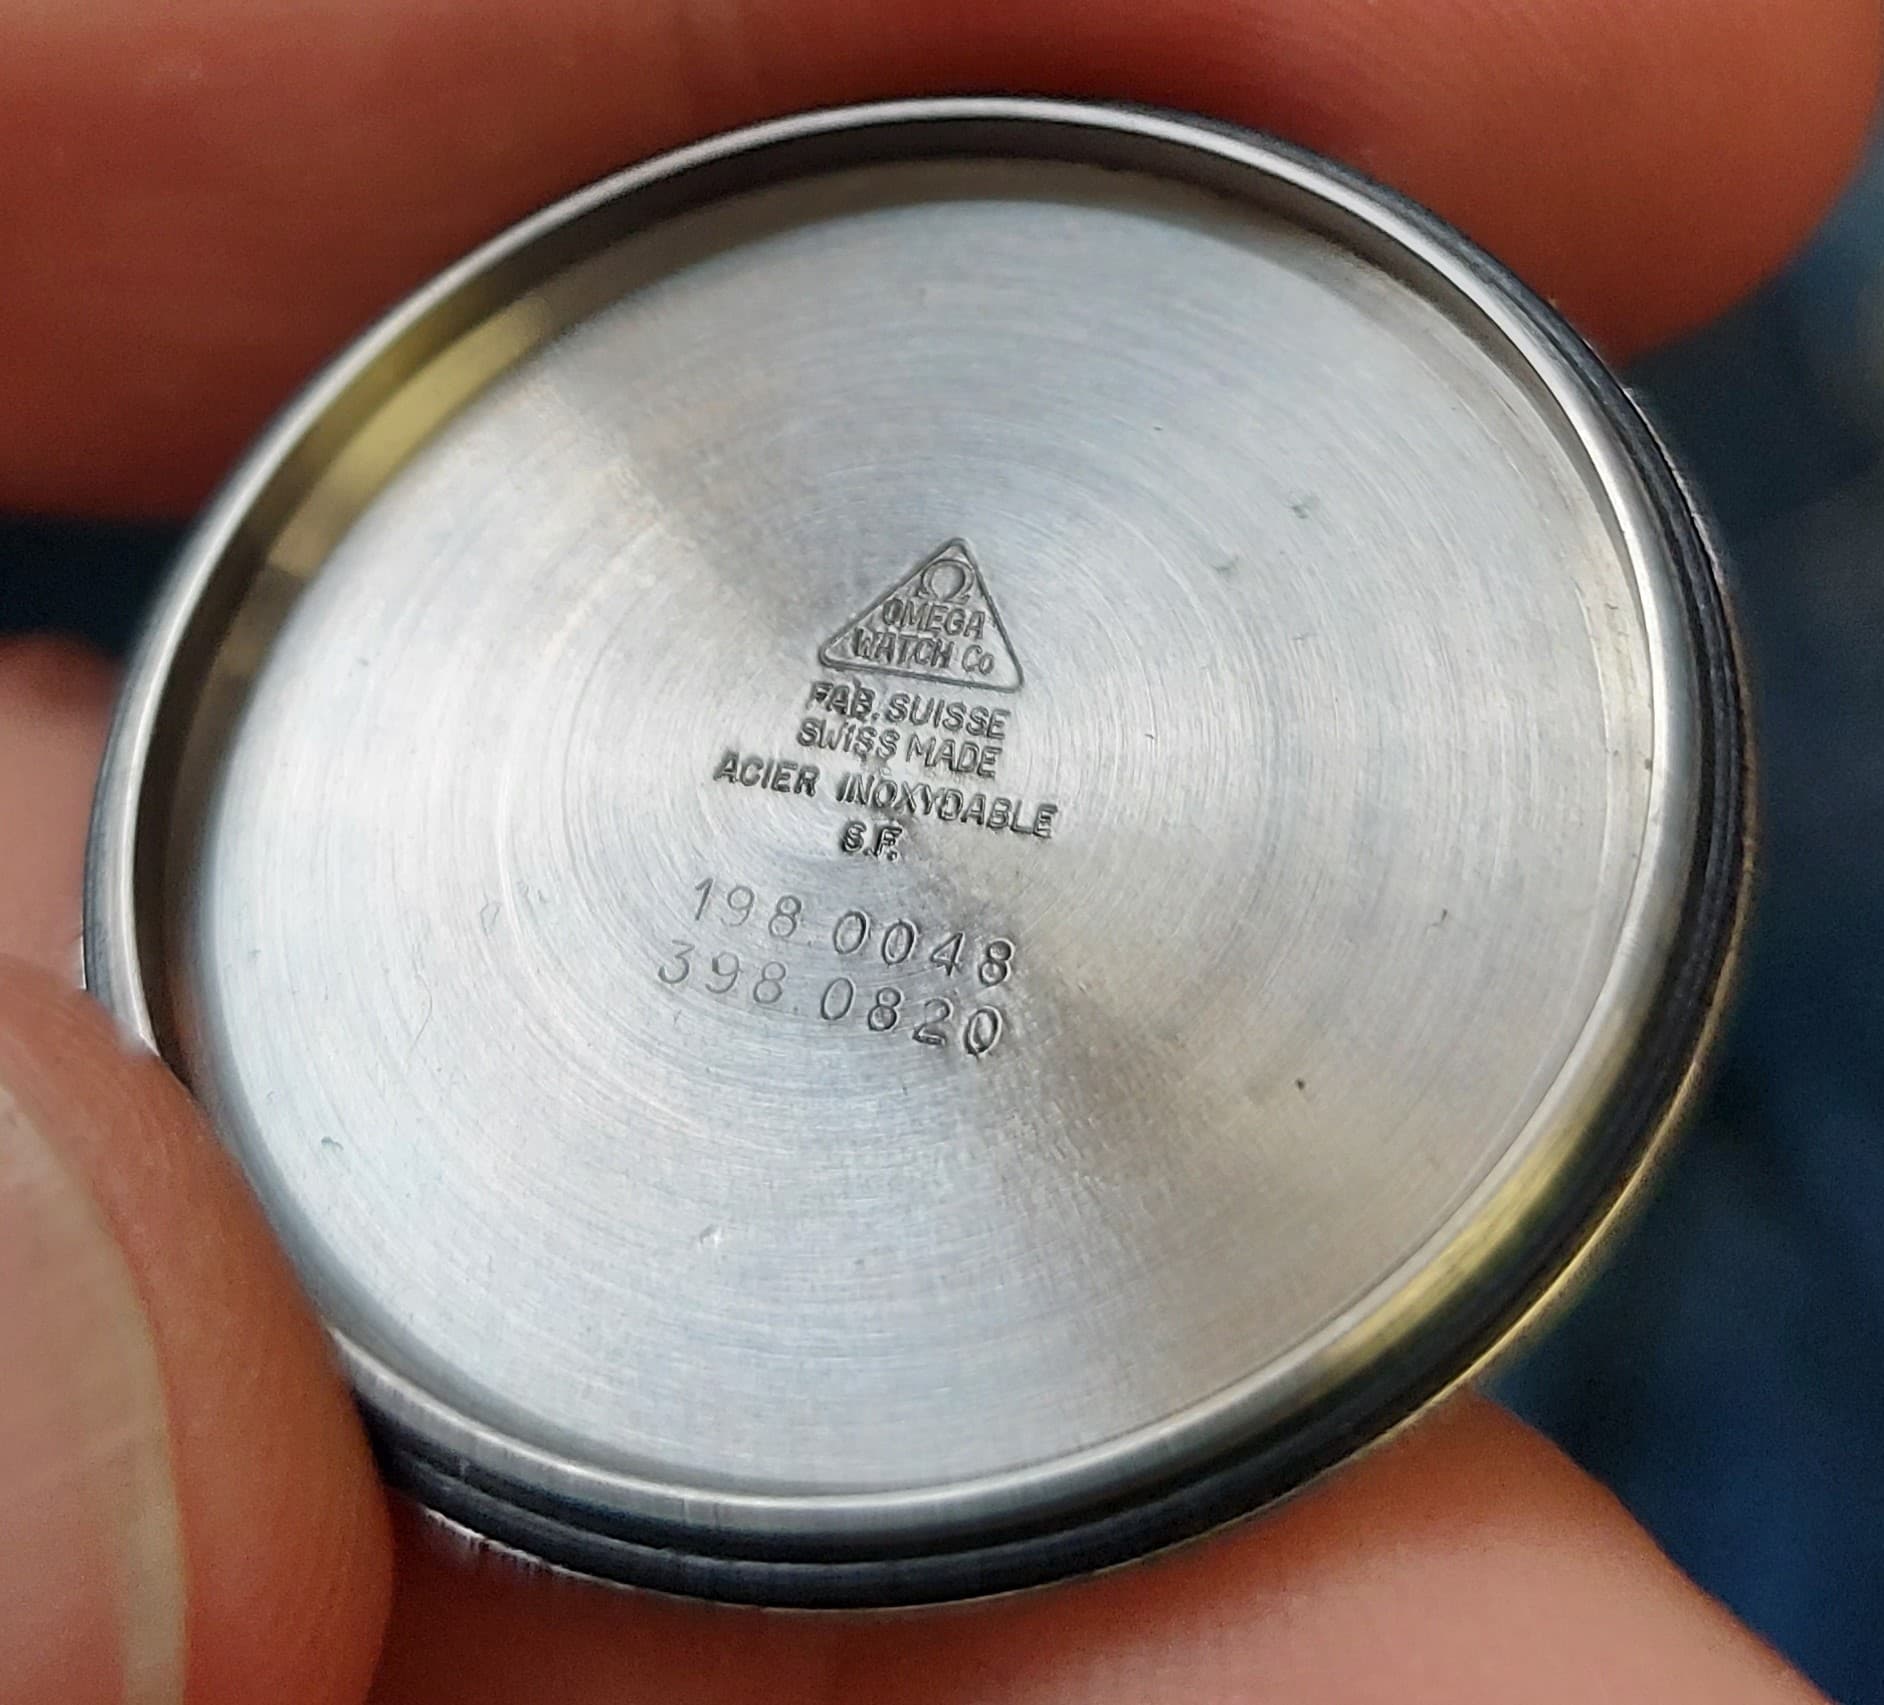 Ω
OMEGA
WATCH Co
FAB. SUISSE
SWISS MADE
ACIER INOXYDABLE
S.F.
198.0048
398.0820